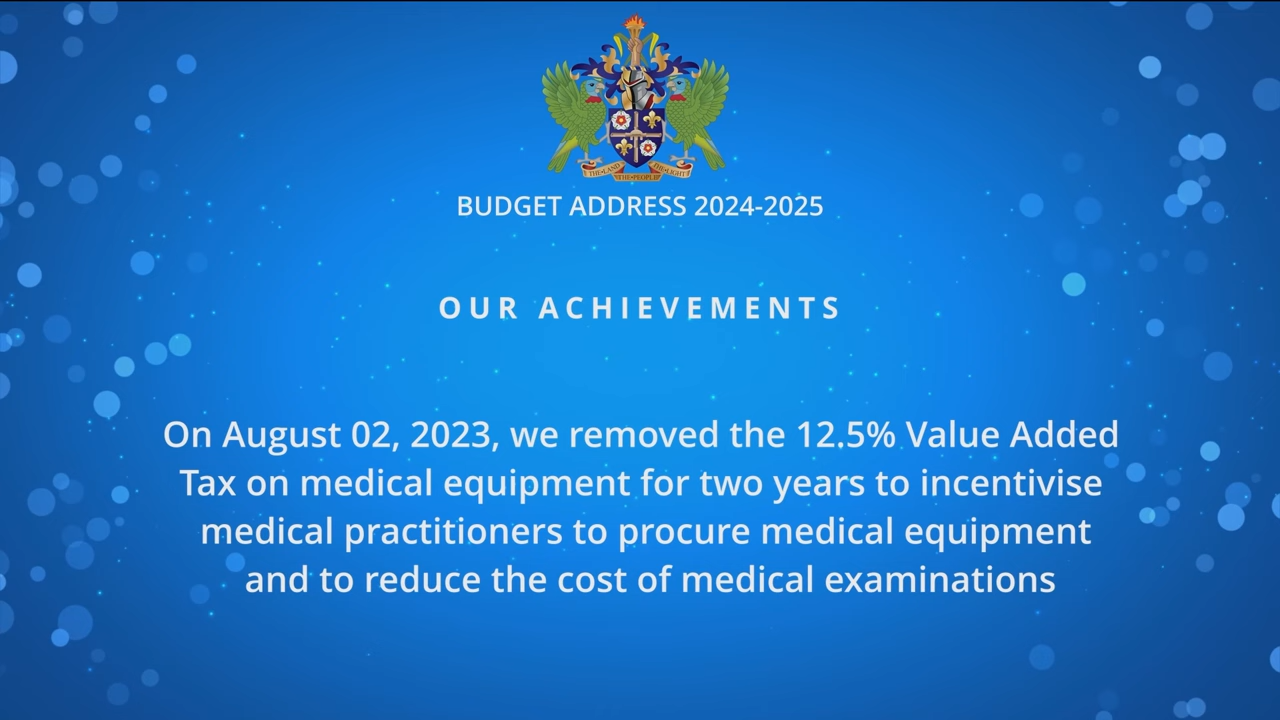 THE·LAND THE·PEOPLE THE·LIGHT
BUDGET ADDRESS 2024-2025
OUR ACHIEVEMENTS
On August 02, 2023, we removed the 12.5% Value Added
Tax on medical equipment for two years to incentivise
medical practitioners to procure medical equipment
and to reduce the cost of medical examinations